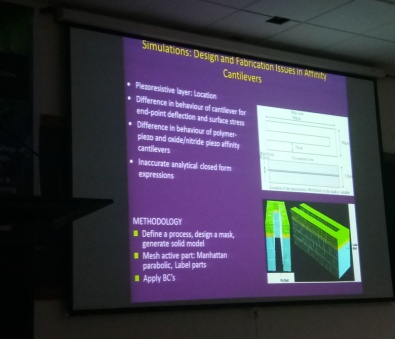 Simulations: Design and Fabrication Issues in Affinity
Cantilevers
• Piezoresistive layer: Location
• Difference in behaviour of cantilever for
end-point deflection and surface stress
• Difference in behaviour of polymer-
piezo and oxide/nitride piezo affinity
cantilevers
• Inaccurate analytical closed form
expressions
METHODOLOGY
Define a process, design a mask,
generate solid model
Mesh active part: Manhattan
parabolic, Label parts
Apply BC's